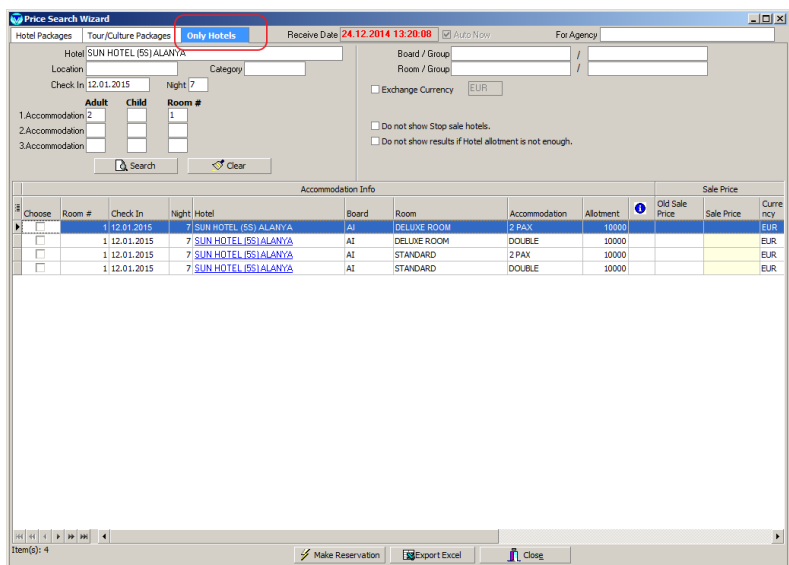 Price Search Wizard
Hotel Packages Tour/Culture Packages Only Hotels Receive Date 24.12.2014 13:20:08 Auto Now For Agency
Hotel SUN HOTEL (5S) ALANYA Board / Group /
Location Category Room / Group /
Check In 12.01.2015 Night 7 Exchange Currency EUR
Adult Child Room #
1.Accommodation 2 1
2.Accommodation Do not show Stop sale hotels.
3.Accommodation Do not show results if Hotel allotment is not enough.
Search Clear
Accommodation Info Sale Price
Choose Room # Check In Night Hotel Board Room Accommodation Allotment Old Sale Price Sale Price Curre ncy
1 12.01.2015 7 SUN HOTEL (5S) ALANYA AI DELUXE ROOM 2 PAX 10000 EUR
1 12.01.2015 7 SUN HOTEL (5S) ALANYA AI DELUXE ROOM DOUBLE 10000 EUR
1 12.01.2015 7 SUN HOTEL (5S) ALANYA AI STANDARD 2 PAX 10000 EUR
1 12.01.2015 7 SUN HOTEL (5S) ALANYA AI STANDARD DOUBLE 10000 EUR
Item(s): 4 Make Reservation Export Excel Close